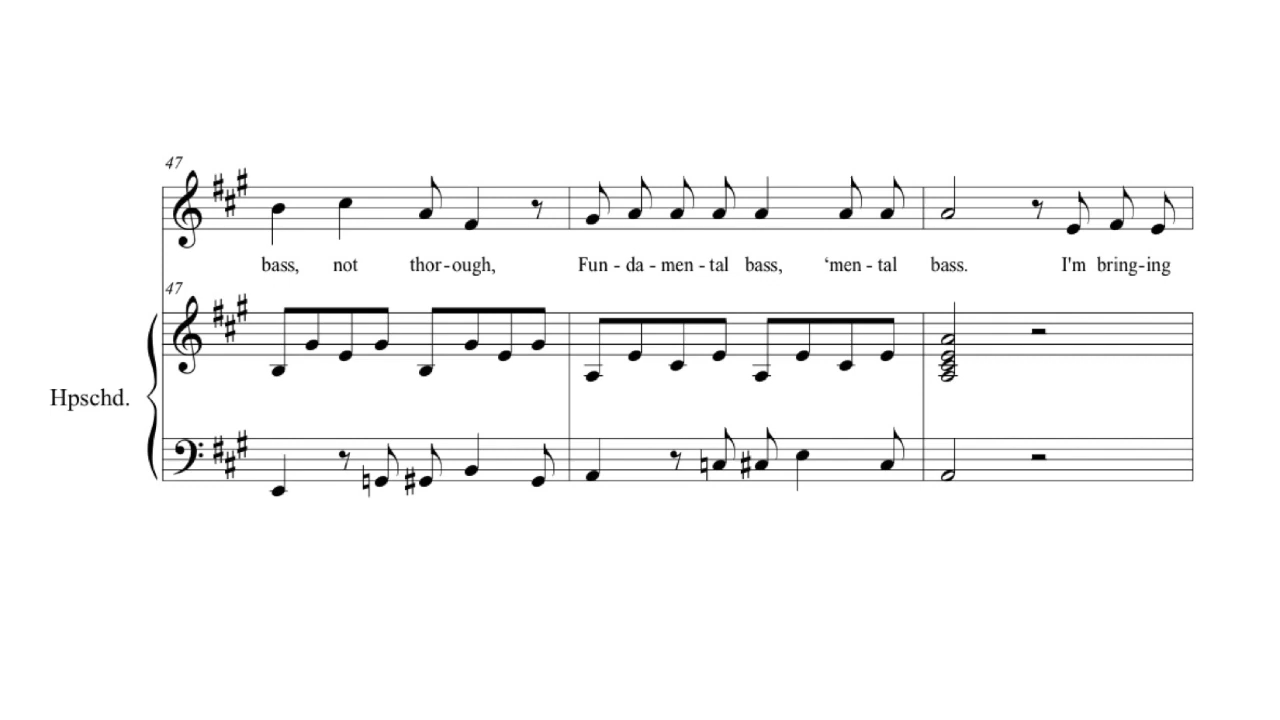 47
bass, not thor-ough, Fun - da - men - tal bass, ‘men - tal bass. I'm bring-ing
47
Hpschd.